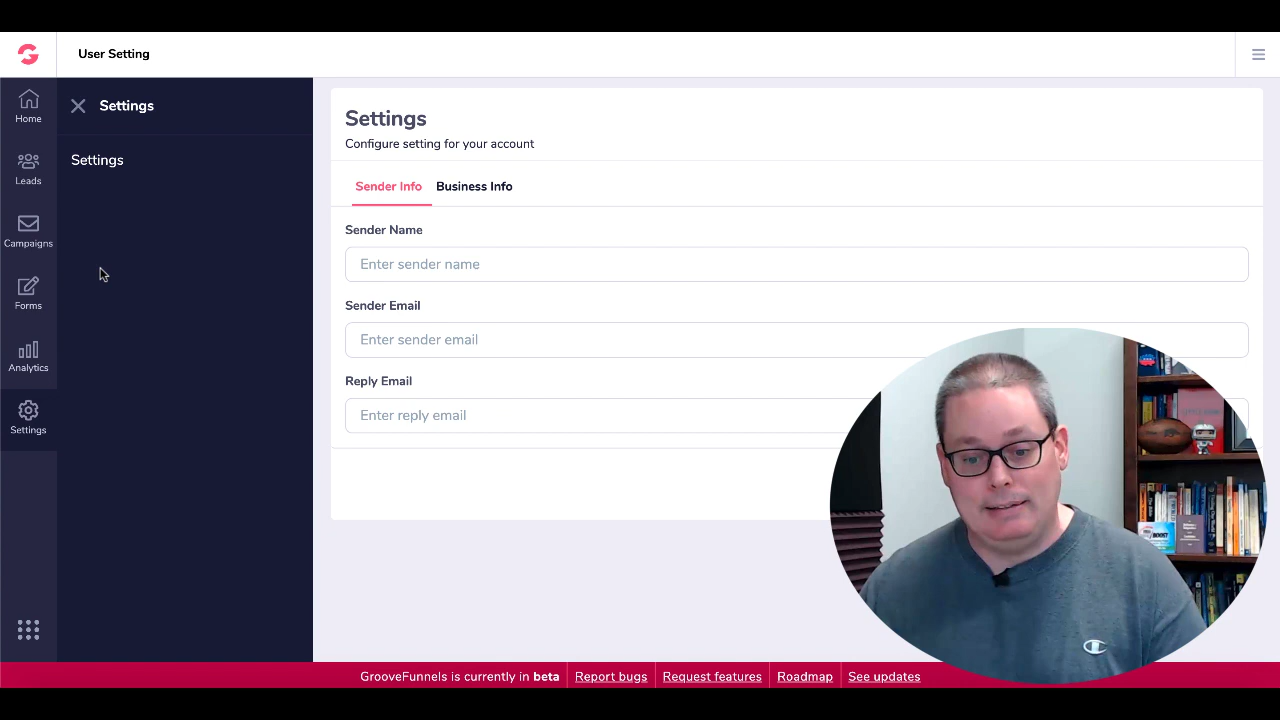 User Setting
Home
Leads
Campaigns
Forms
Analytics
Settings
Settings
Settings
Settings
Configure setting for your account
Sender Info Business Info
Sender Name
Enter sender name
Sender Email
Enter sender email
Reply Email
Enter reply email
GrooveFunnels is currently in beta
Report bugs
Request features
Roadmap
See updates